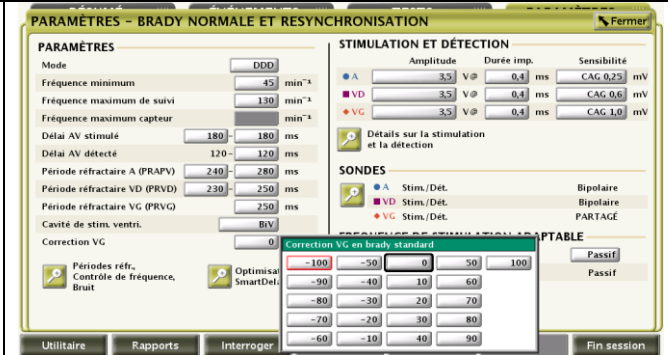 PARAMÈTRES - BRADY NORMALE ET RESYNCHRONISATION
Fermer
PARAMÈTRES
Mode DDD
Fréquence minimum 45 min⁻¹
Fréquence maximum de suivi 130 min⁻¹
Fréquence maximum capteur min⁻¹
Délai AV stimulé 180 - 180 ms
Délai AV détecté 120 - 120 ms
Période réfractaire A (PRAPV) 240 - 280 ms
Période réfractaire VD (PRVD) 230 - 250 ms
Période réfractaire VG (PRVG) 250 ms
Cavité de stim. ventri. BiV
Correction VG 0
Périodes réfr.,
Contrôle de fréquence,
Bruit
SmartDel
STIMULATION ET DÉTECTION
Amplitude Durée imp. Sensibilité
A 3,5 V@ 0,4 ms CAG 0,25 mV
VD 3,5 V@ 0,4 ms CAG 0,6 mV
VG 3,5 V@ 0,4 ms CAG 1,0 mV
Détails sur la stimulation
et la détection
SONDES
A Stim./Dét. Bipolaire
VD Stim./Dét. Bipolaire
VG Stim./Dét. PARTAGÉ
FREQUENCE DE STIMULATION ADAPTABLE
Passif
Passif
Correction VG en brady standard
-100 -50 0 50 100
-90 -40 10 60
-80 -30 20 70
-70 -20 30 80
-60 -10 40 90
Utilitaire Rapports Interroger Fin session